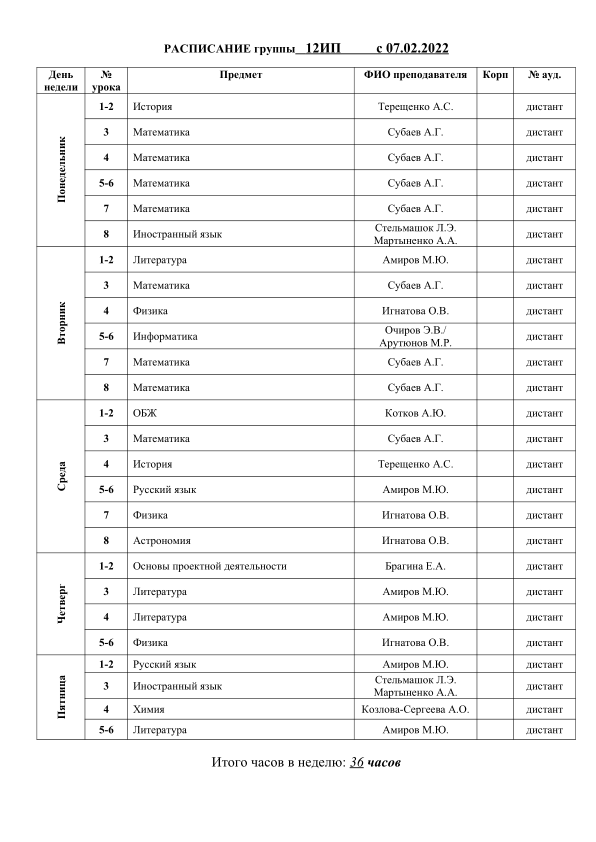 РАСПИСАНИЕ группы 12ИП с 07.02.2022
День недели № урока Предмет ФИО преподавателя Корп № ауд.
Понедельник
1-2 История Терещенко А.С. дистант
3 Математика Субаев А.Г. дистант
4 Математика Субаев А.Г. дистант
5-6 Математика Субаев А.Г. дистант
7 Математика Субаев А.Г. дистант
8 Иностранный язык Стельмашок Л.Э. Мартыненко А.А. дистант
Вторник
1-2 Литература Амиров М.Ю. дистант
3 Математика Субаев А.Г. дистант
4 Физика Игнатова О.В. дистант
5-6 Информатика Очиров Э.В./ Арутюнов М.Р. дистант
7 Математика Субаев А.Г. дистант
8 Математика Субаев А.Г. дистант
Среда
1-2 ОБЖ Котков А.Ю. дистант
3 Математика Субаев А.Г. дистант
4 История Терещенко А.С. дистант
5-6 Русский язык Амиров М.Ю. дистант
7 Физика Игнатова О.В. дистант
8 Астрономия Игнатова О.В. дистант
Четверг
1-2 Основы проектной деятельности Брагина Е.А. дистант
3 Литература Амиров М.Ю. дистант
4 Литература Амиров М.Ю. дистант
5-6 Физика Игнатова О.В. дистант
Пятница
1-2 Русский язык Амиров М.Ю. дистант
3 Иностранный язык Стельмашок Л.Э. Мартыненко А.А. дистант
4 Химия Козлова-Сергеева А.О. дистант
5-6 Литература Амиров М.Ю. дистант
Итого часов в неделю: 36 часов